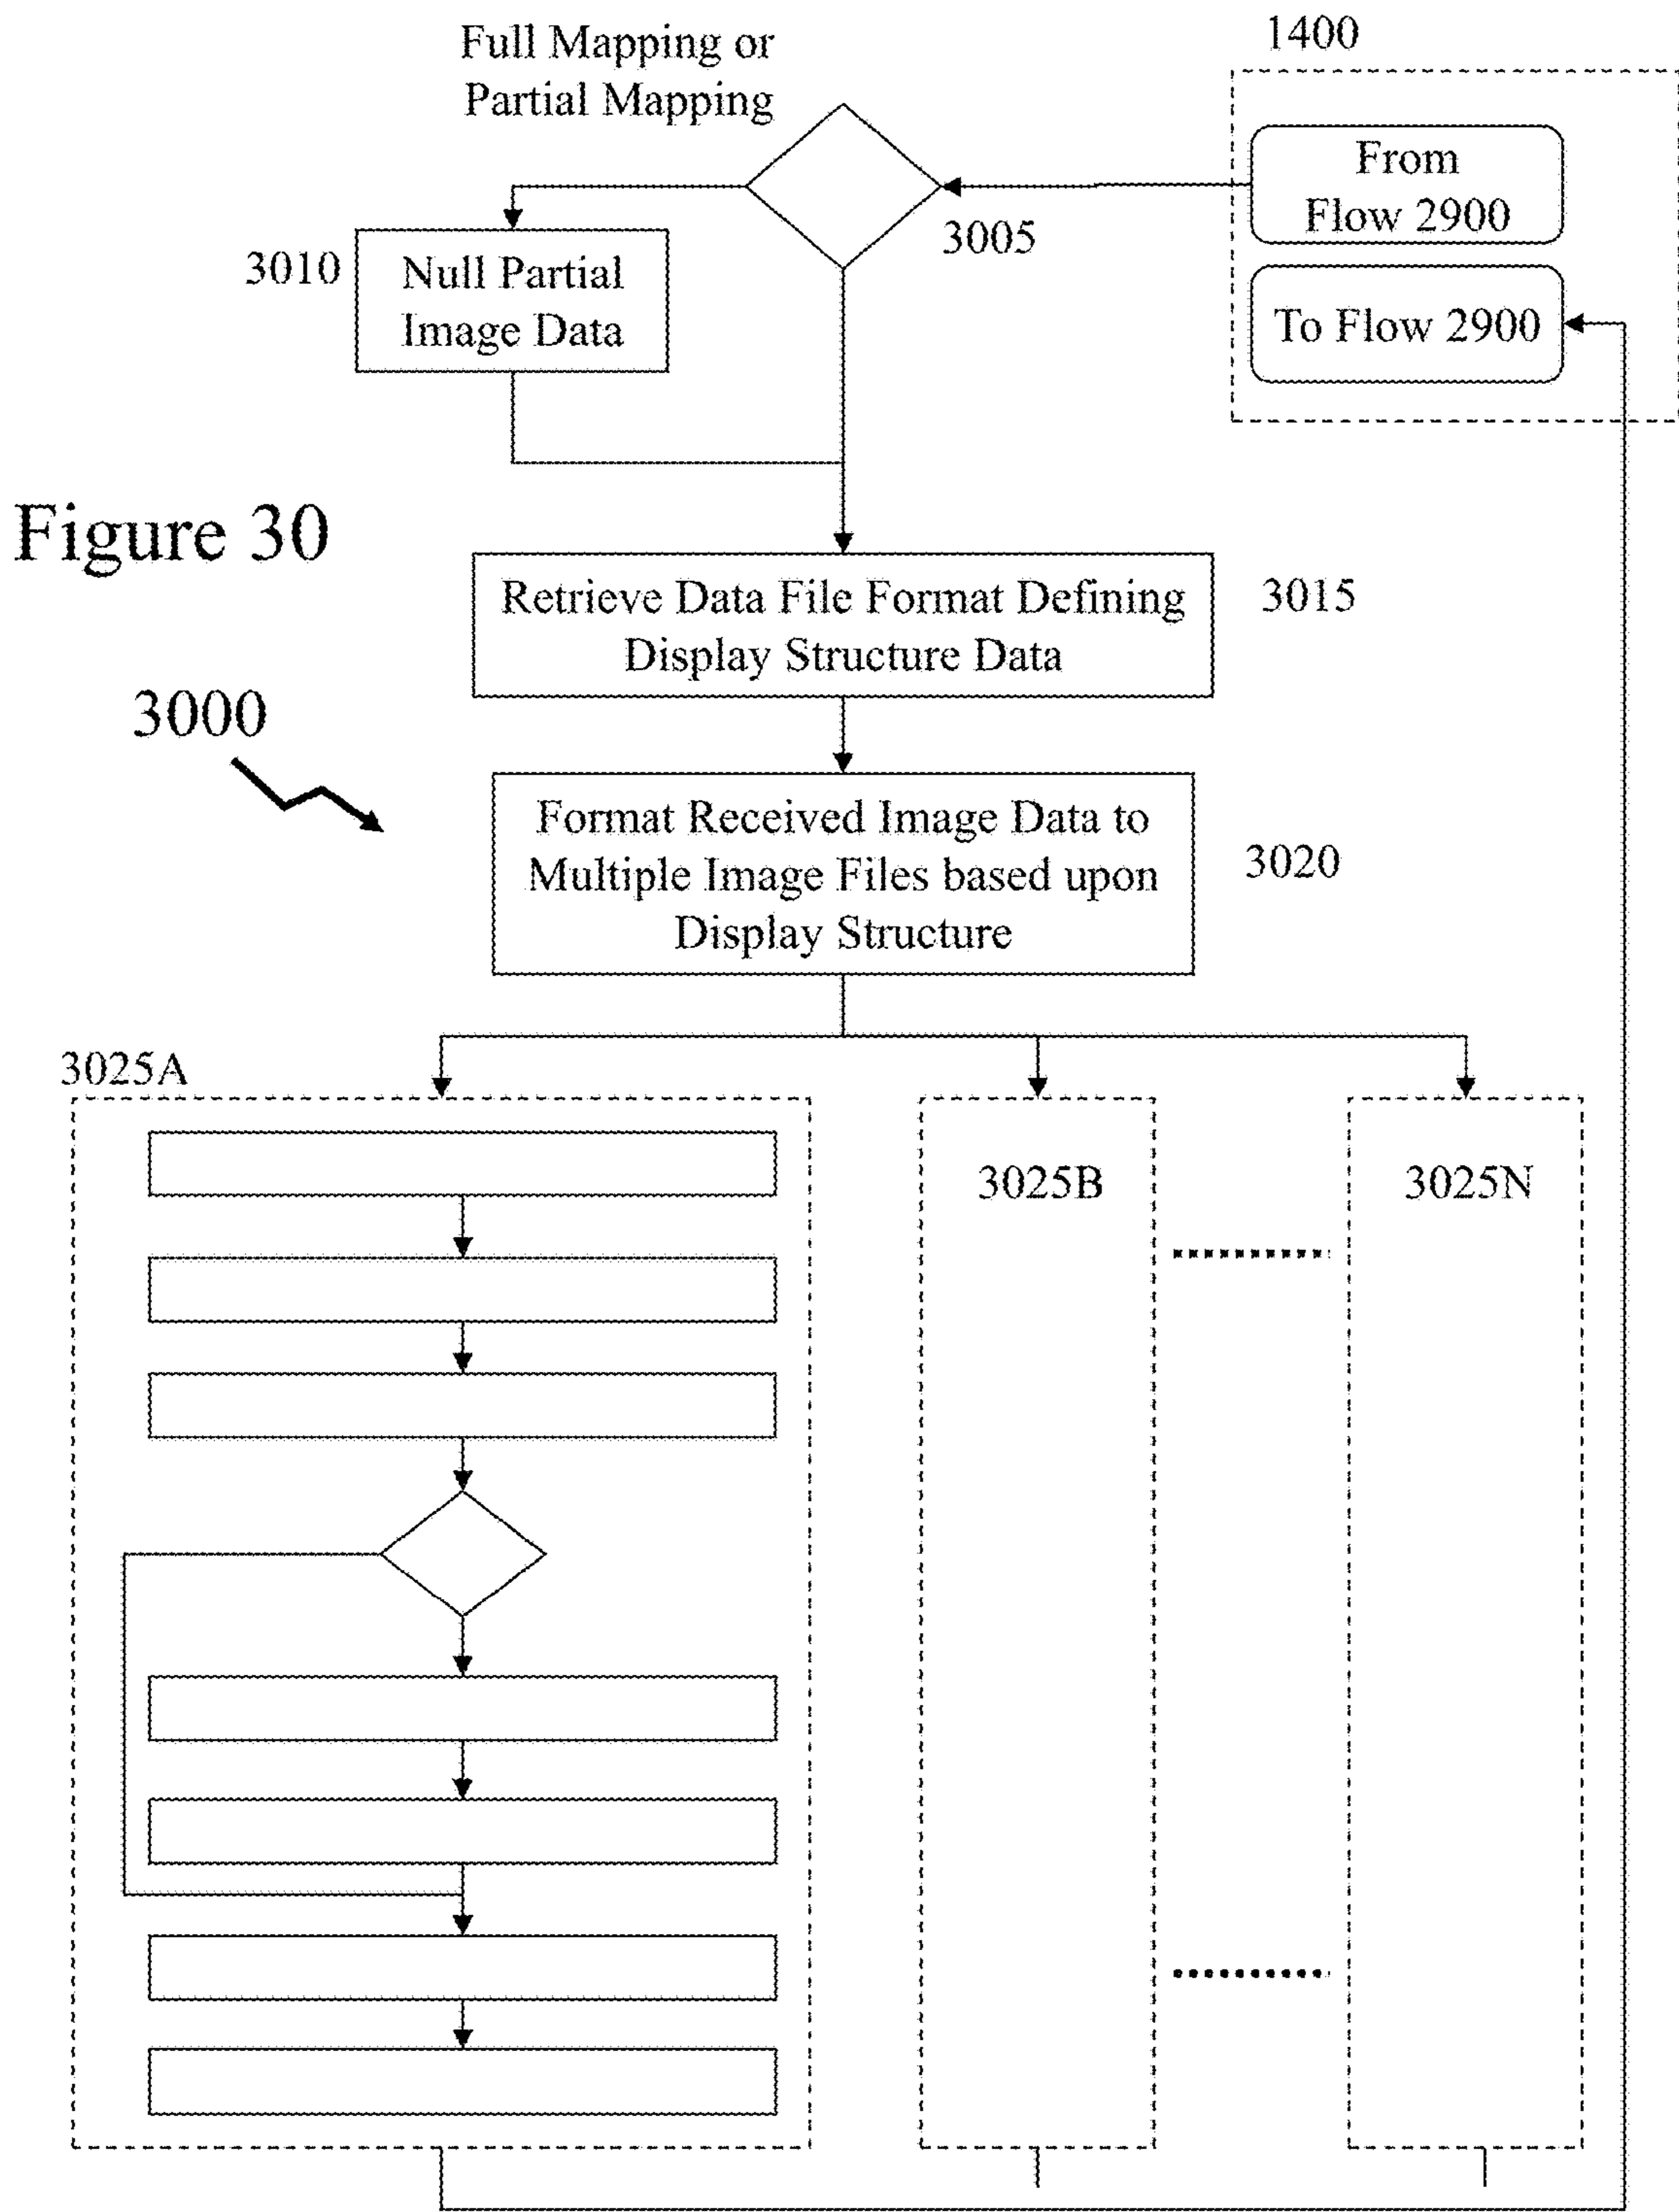 Full Mapping or
Partial Mapping
1400
From
Flow 2900
3005
To Flow 2900
3010
Null Partial
Image Data
Figure 30
Retrieve Data File Format Defining
Display Structure Data
3015
3000
Format Received Image Data to
Multiple Image Files based upon
Display Structure
3020
3025A
3025B
3025N